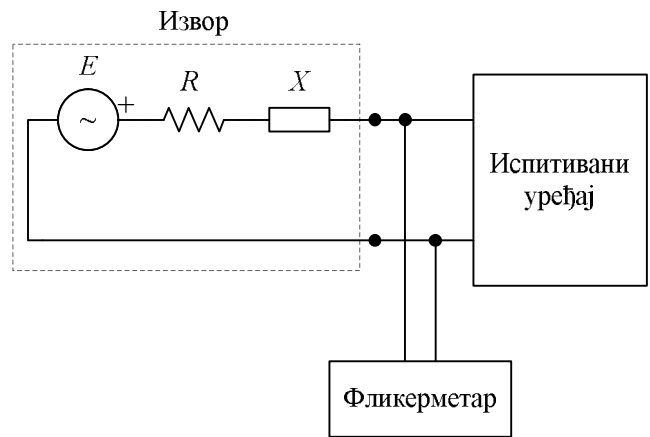 Извор
E
R
X
+
~
Испитивани
уређај
Фликерметар